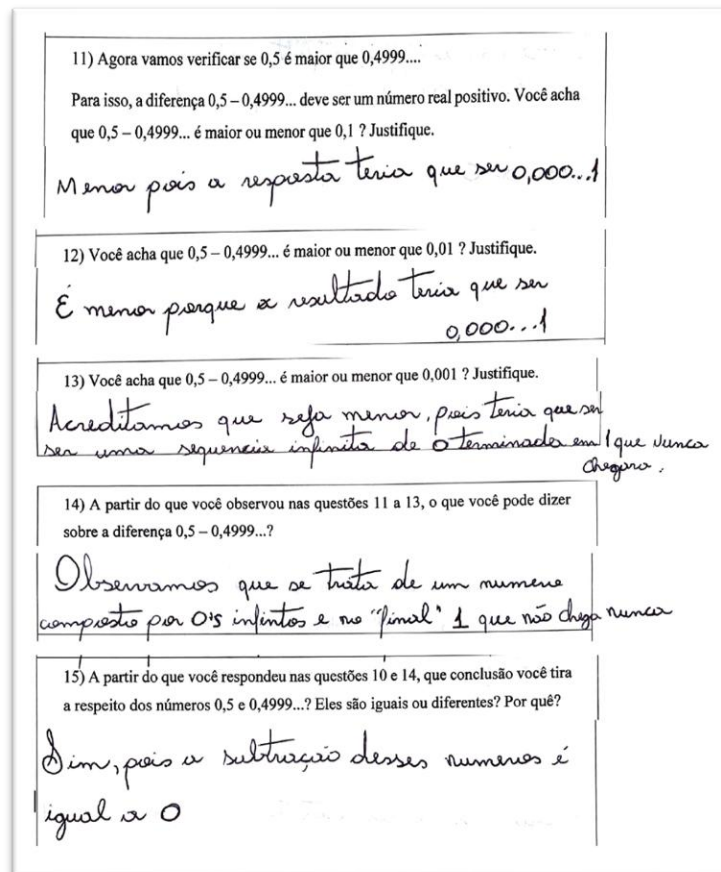 11) Agora vamos verificar se 0,5 é maior que 0,4999....
Para isso, a diferença 0,5 – 0,4999... deve ser um número real positivo. Você acha
que 0,5 – 0,4999... é maior ou menor que 0,1 ? Justifique.
Menor pois a resposta teria que ser 0,000...1
12) Você acha que 0,5 – 0,4999... é maior ou menor que 0,01 ? Justifique.
É menor porque o resultado teria que ser
0,000...1
13) Você acha que 0,5 – 0,4999... é maior ou menor que 0,001 ? Justifique.
Acreditamos que seja menor, pois teria que ser
ser uma sequencia infinita de 0 terminada em 1 que nunca
chegara.
14) A partir do que você observou nas questões 11 a 13, o que você pode dizer
sobre a diferença 0,5 – 0,4999...?
Observamos que se trata de um numero
composto por 0's infintos e no "final" 1 que não chega nunca
15) A partir do que você respondeu nas questões 10 e 14, que conclusão você tira
a respeito dos números 0,5 e 0,4999...? Eles são iguais ou diferentes? Por quê?
Sim, pois a subtração desses numeros é
igual a 0